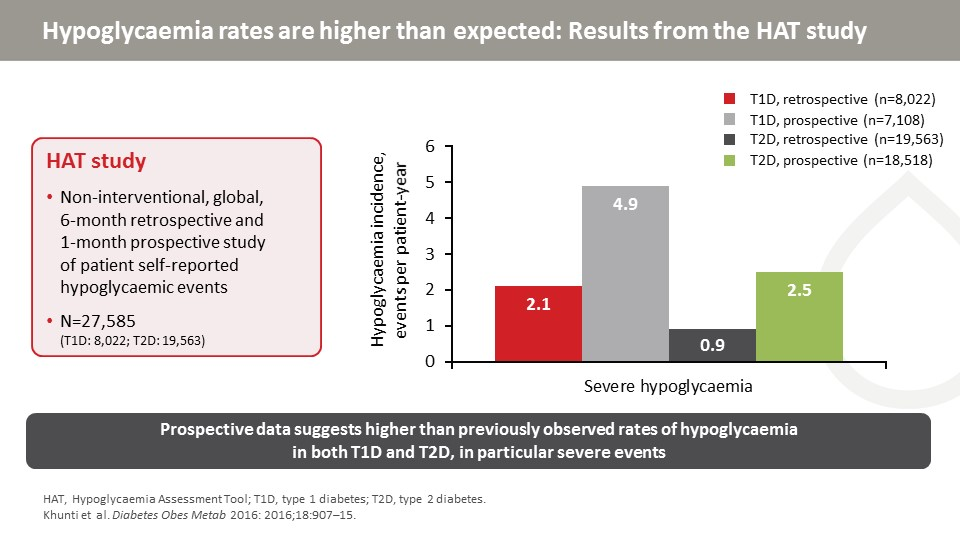 Hypoglycaemia rates are higher than expected: Results from the HAT study
T1D, retrospective (n=8,022)
T1D, prospective (n=7,108)
T2D, retrospective (n=19,563)
T2D, prospective (n=18,518)
HAT study
• Non-interventional, global,
6-month retrospective and
1-month prospective study
of patient self-reported
hypoglycaemic events
• N=27,585
(T1D: 8,022; T2D: 19,563)
Hypoglycaemia incidence,
events per patient-year
6
5
4
3
2
1
0
2.1
4.9
0.9
2.5
Severe hypoglycaemia
Prospective data suggests higher than previously observed rates of hypoglycaemia
in both T1D and T2D, in particular severe events
HAT, Hypoglycaemia Assessment Tool; T1D, type 1 diabetes; T2D, type 2 diabetes.
Khunti et al. Diabetes Obes Metab 2016: 2016;18:907–15.